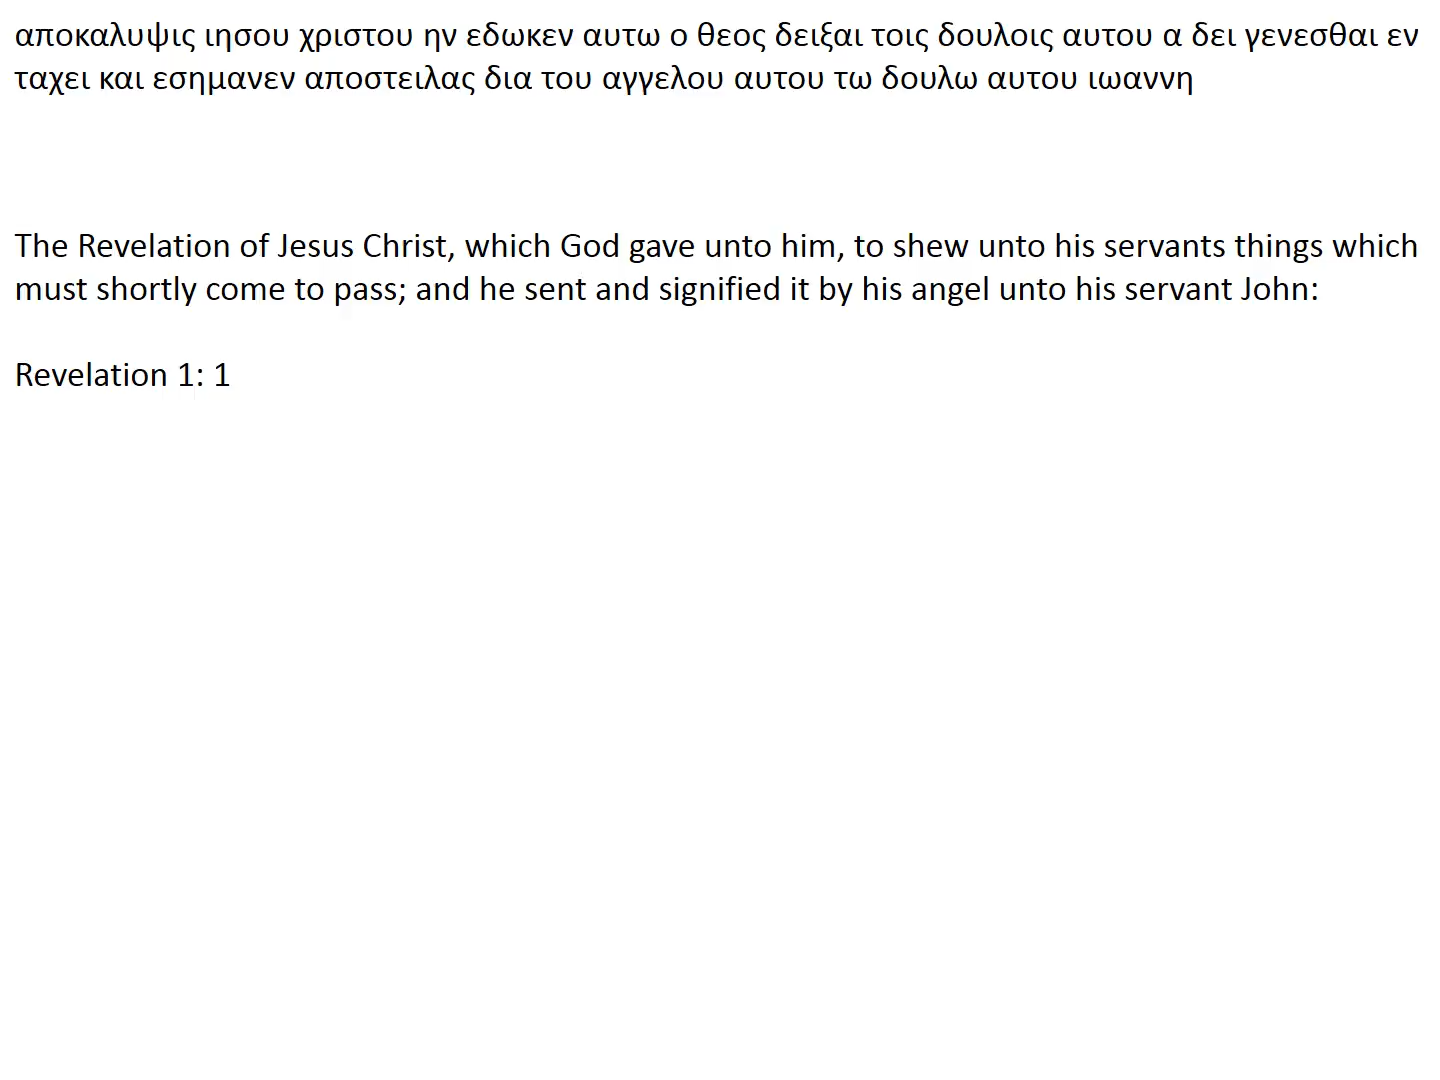 αποκαλυψις ιησου χριστου ην εδωκεν αυτω ο θεος δειξαι τοις δουλοις αυτου α δει γενεσθαι εν
ταχει και εσημανεν αποστειλας δια του αγγελου αυτου τω δουλω αυτου ιωαννη
The Revelation of Jesus Christ, which God gave unto him, to shew unto his servants things which
must shortly come to pass; and he sent and signified it by his angel unto his servant John:
Revelation 1: 1